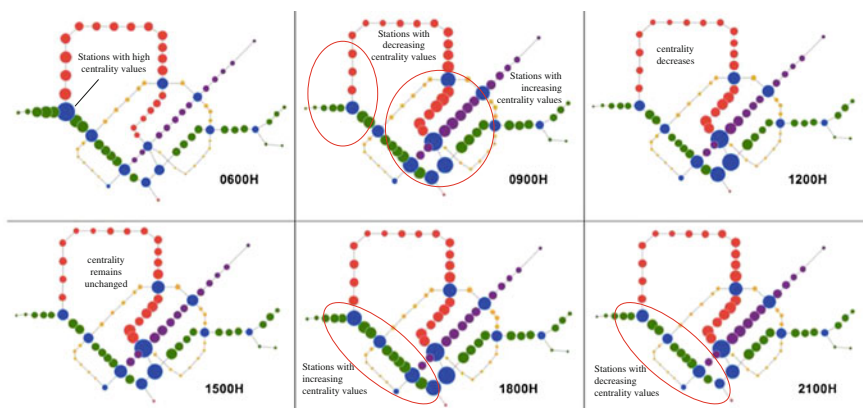 Stations with high
centrality values
0600H
Stations with
decreasing
centrality values
Stations with
increasing
centrality values
0900H
centrality
decreases
1200H
centrality
remains
unchanged
1500H
Stations with
increasing
centrality values
1800H
Stations with
decreasing
centrality values
2100H